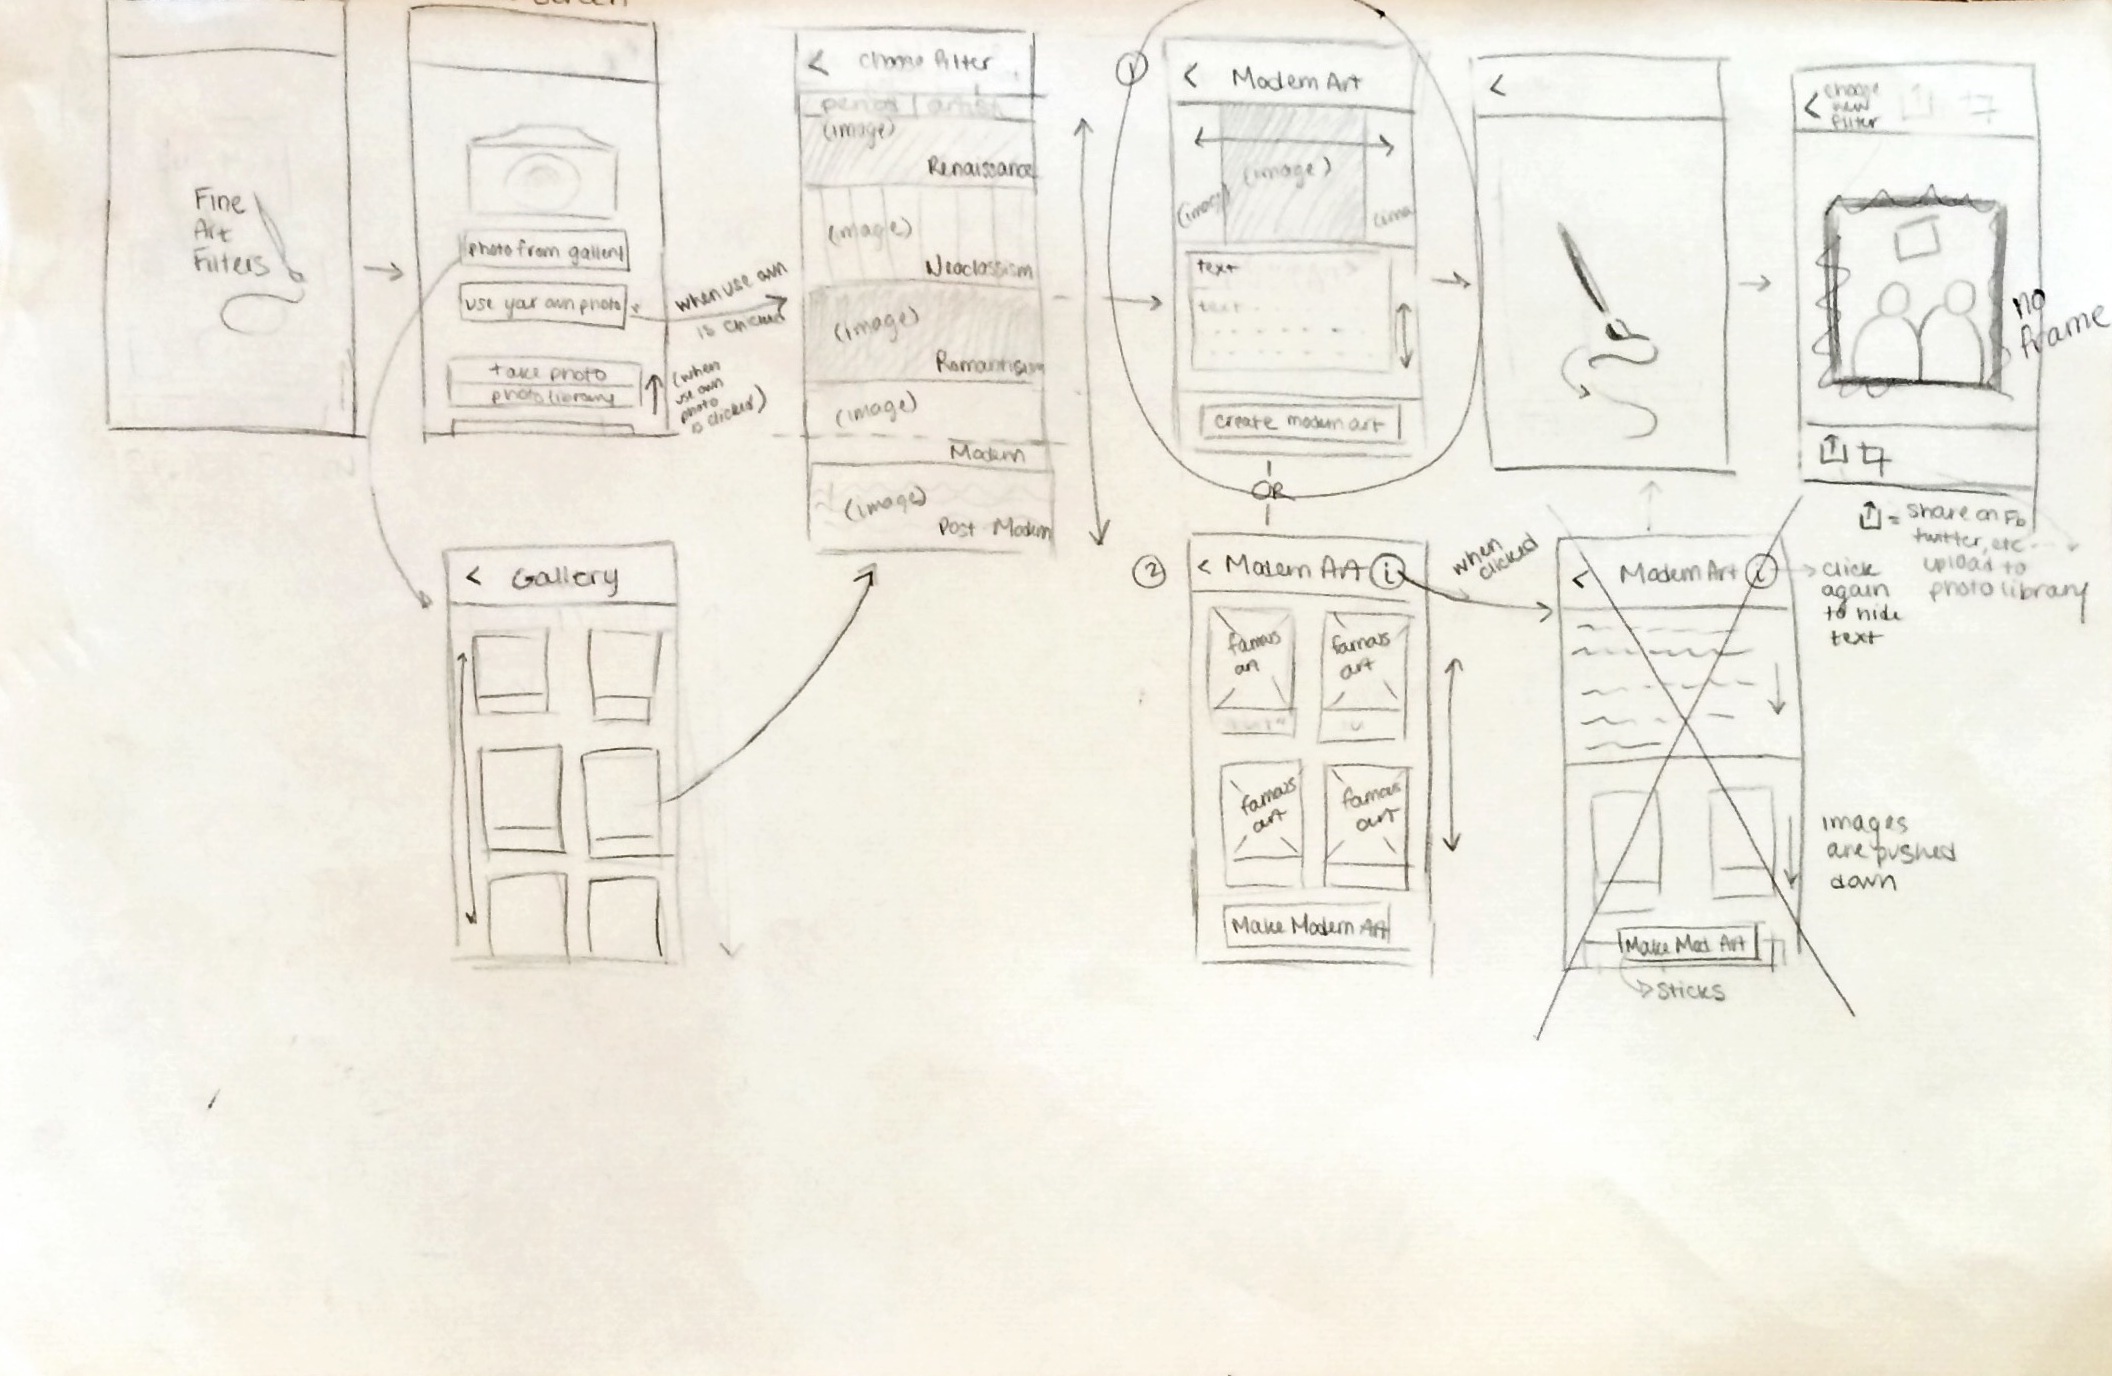 screen
Fine
Art
Filters
photo from gallery
use your own photo
take photo
photo library
when use own
is clicked
(when
use own
photo
is clicked)
< Gallery
< choose filter
period | artist
(image)
Renaissance
(image)
Neoclassism
(image)
Romantisism
(image)
Modern
(image)
Post-Modern
1
< Modern Art
(image)
(image)
(ima
text
text
create modern art
OR
2
< Modern Art i
famous
art
famous
art
famous
art
famous
art
Make Modern Art
when
clicked
<
< Modern Art i
click
again
to hide
text
images
are pushed
down
Make Mod Art
sticks
< choose
new
filter
no
frame
= share on Fb
twitter, etc
upload to
photo library